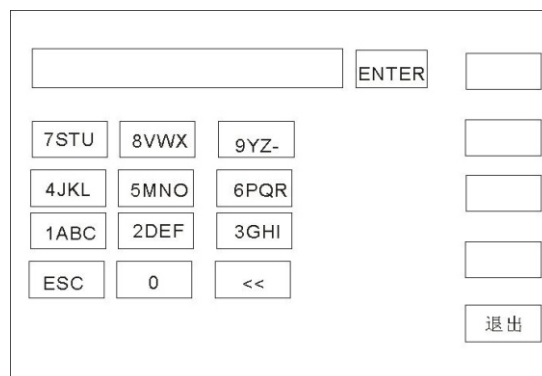 ENTER
7STU 8VWX 9YZ-
4JKL 5MNO 6PQR
1ABC 2DEF 3GHI
ESC 0 <<
退出